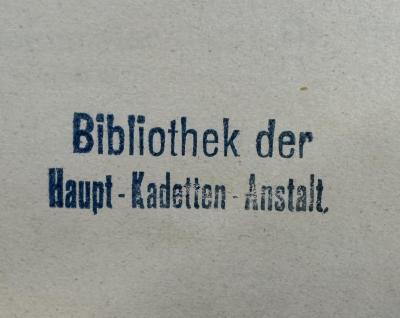 Bibliothek der
Haupt-Kadetten-Anstalt.